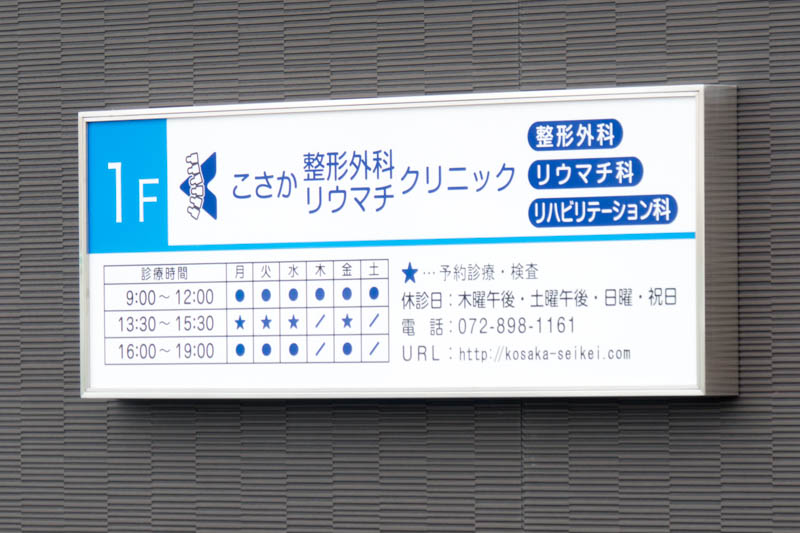 1F
こさか整形外科リウマチクリニック
整形外科
リウマチ科
リハビリテーション科
診療時間 月 火 水 木 金 土
9:00～12:00 ● ● ● ● ● ●
13:30～15:30 ★ ★ ★ / ★ /
16:00～19:00 ● ● ● / ● /
★…予約診療・検査
休診日：木曜午後・土曜午後・日曜・祝日
電話：072-898-1161
URL：http://kosaka-seikei.com